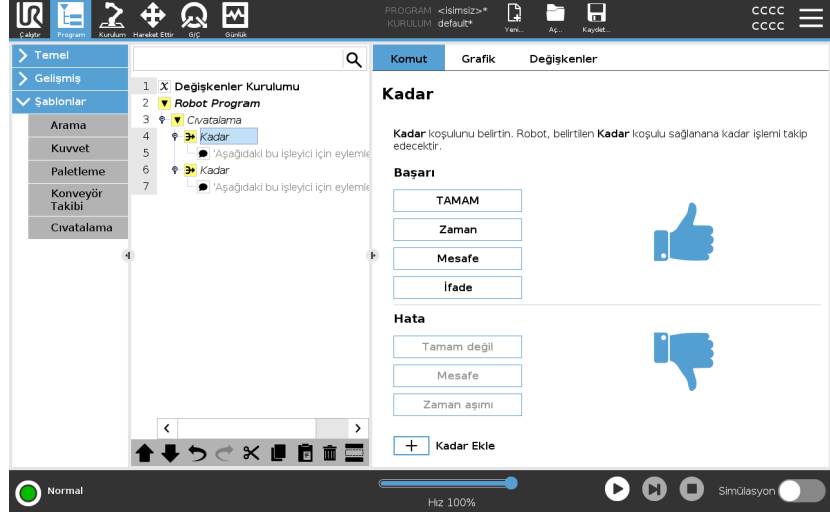 PROGRAM <isimsiz>*
KURULUM default*
CCCC
CCCC
Çalıştır
Program
Kurulum
Hareket Ettir
G/Ç
Günlük
Yeni...
Aç...
Kaydet...
Temel
Gelişmiş
Şablonlar
Arama
Kuvvet
Paletleme
Konveyör
Takibi
Cıvatalama
1 X Değişkenler Kurulumu
2 Robot Program
3 Cıvatalama
4 Kadar
5 'Aşağıdaki bu işleyici için eylemle
6 Kadar
7 'Aşağıdaki bu işleyici için eylemle
Komut
Grafik
Değişkenler
Kadar
Kadar koşulunu belirtin. Robot, belirtilen Kadar koşulu sağlanana kadar işlemi takip
edecektir.
Başarı
TAMAM
Zaman
Mesafe
İfade
Hata
Tamam değil
Mesafe
Zaman aşımı
Kadar Ekle
Normal
Hız 100%
Simülasyon